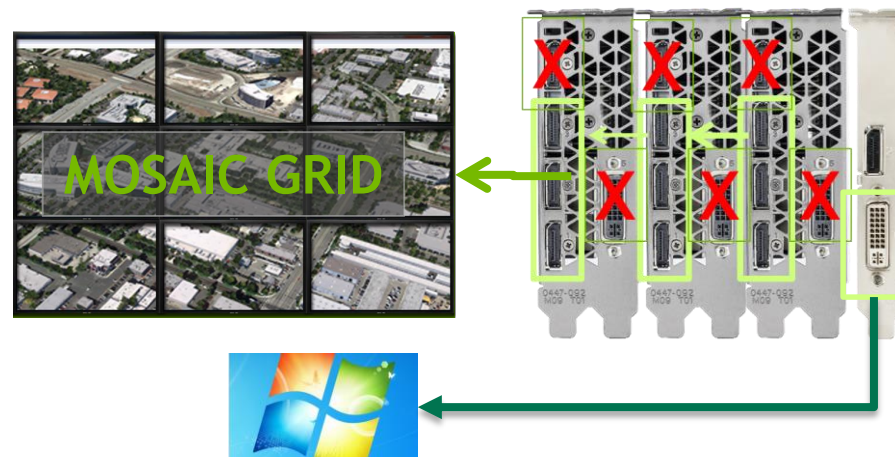 MOSAIC GRID
X X X
X X X
0447-092 0447-092 0447-092
M09 T01 M09 T01 M09 T01